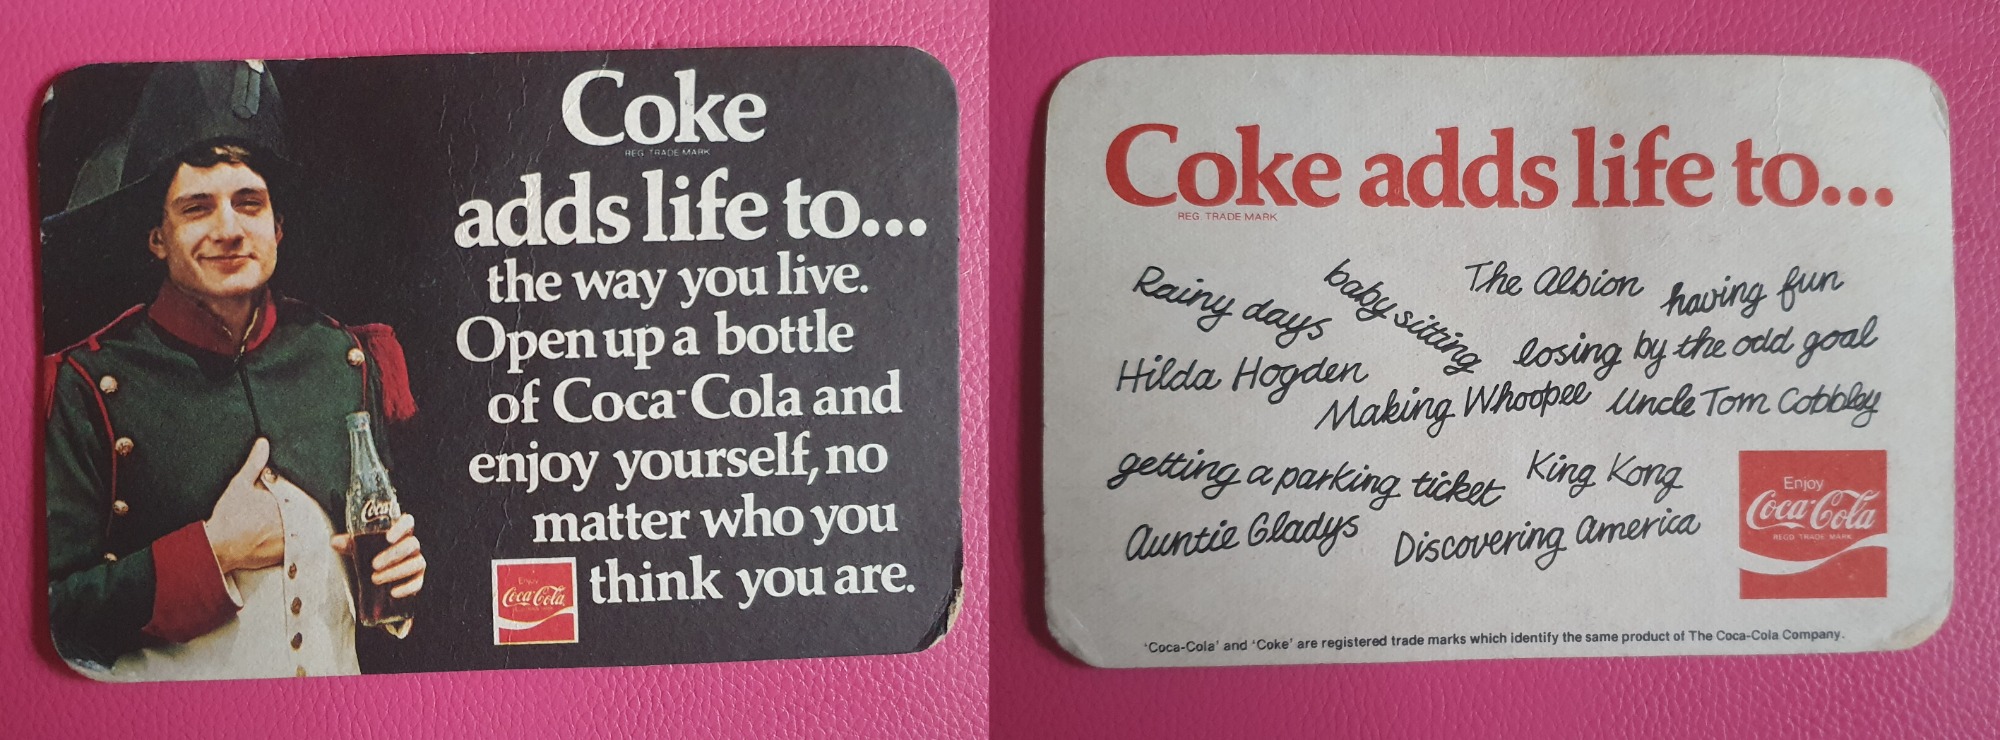 Coke
REG. TRADE MARK
adds life to...
the way you live.
Open up a bottle
of Coca-Cola and
enjoy yourself, no
matter who you
think you are.
Enjoy
Coca-Cola
Coca
Coke adds life to...
REG. TRADE MARK
Rainy days
baby sitting
The Albion
having fun
Hilda Hogden
losing by the odd goal
Making Whoopee
Uncle Tom Cobbley
getting a parking ticket
King Kong
Auntie Gladys
Discovering America
Enjoy
Coca-Cola
REGD. TRADE MARK
'Coca-Cola' and 'Coke' are registered trade marks which identify the same product of The Coca-Cola Company.